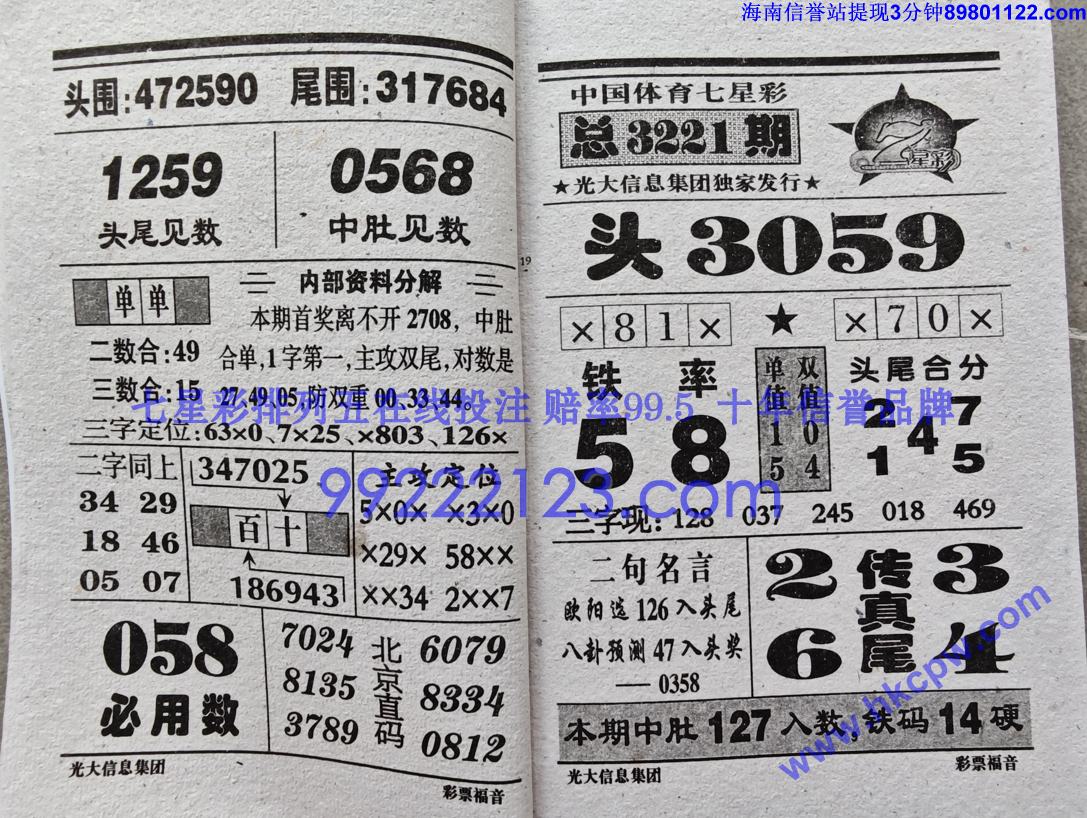 海南信誉站提现3分钟89801122.com
头围:472590 尾围:317684
1259 0568
头尾见数 中肚见数
单单
二数合:49
三数合:15
内部资料分解
本期首奖离不开2708，中肚
合单,1字第一,主攻双尾,对数是
27.49.05,防双重00.33.44。
三字定位:63×0、7×25、×803、126×
二字同上
34 29
18 46
05 07
347025
百十
186943
主攻定位
5×0× ×3×0
×29× 58××
××34 2××7
058
必用数
7024
8135
3789
北京直码
6079
8334
0812
光大信息集团
彩票福音
19
中国体育七星彩
总3221期
★光大信息集团独家发行★
7星彩
头3059
×81× ★ ×70×
铁率
58
单值15
双值04
头尾合分
2 7
4
1 5
三字现: 128 037 245 018 469
二句名言
欧阳选126入头尾
八卦预测47入头奖
——0358
2 3
传真尾
6 4
本期中肚127入数,铁码14硬
光大信息集团
彩票福音
七星彩排列五在线投注 赔率99.5 十年信誉品牌
99222123.com
www.hkcpw.com